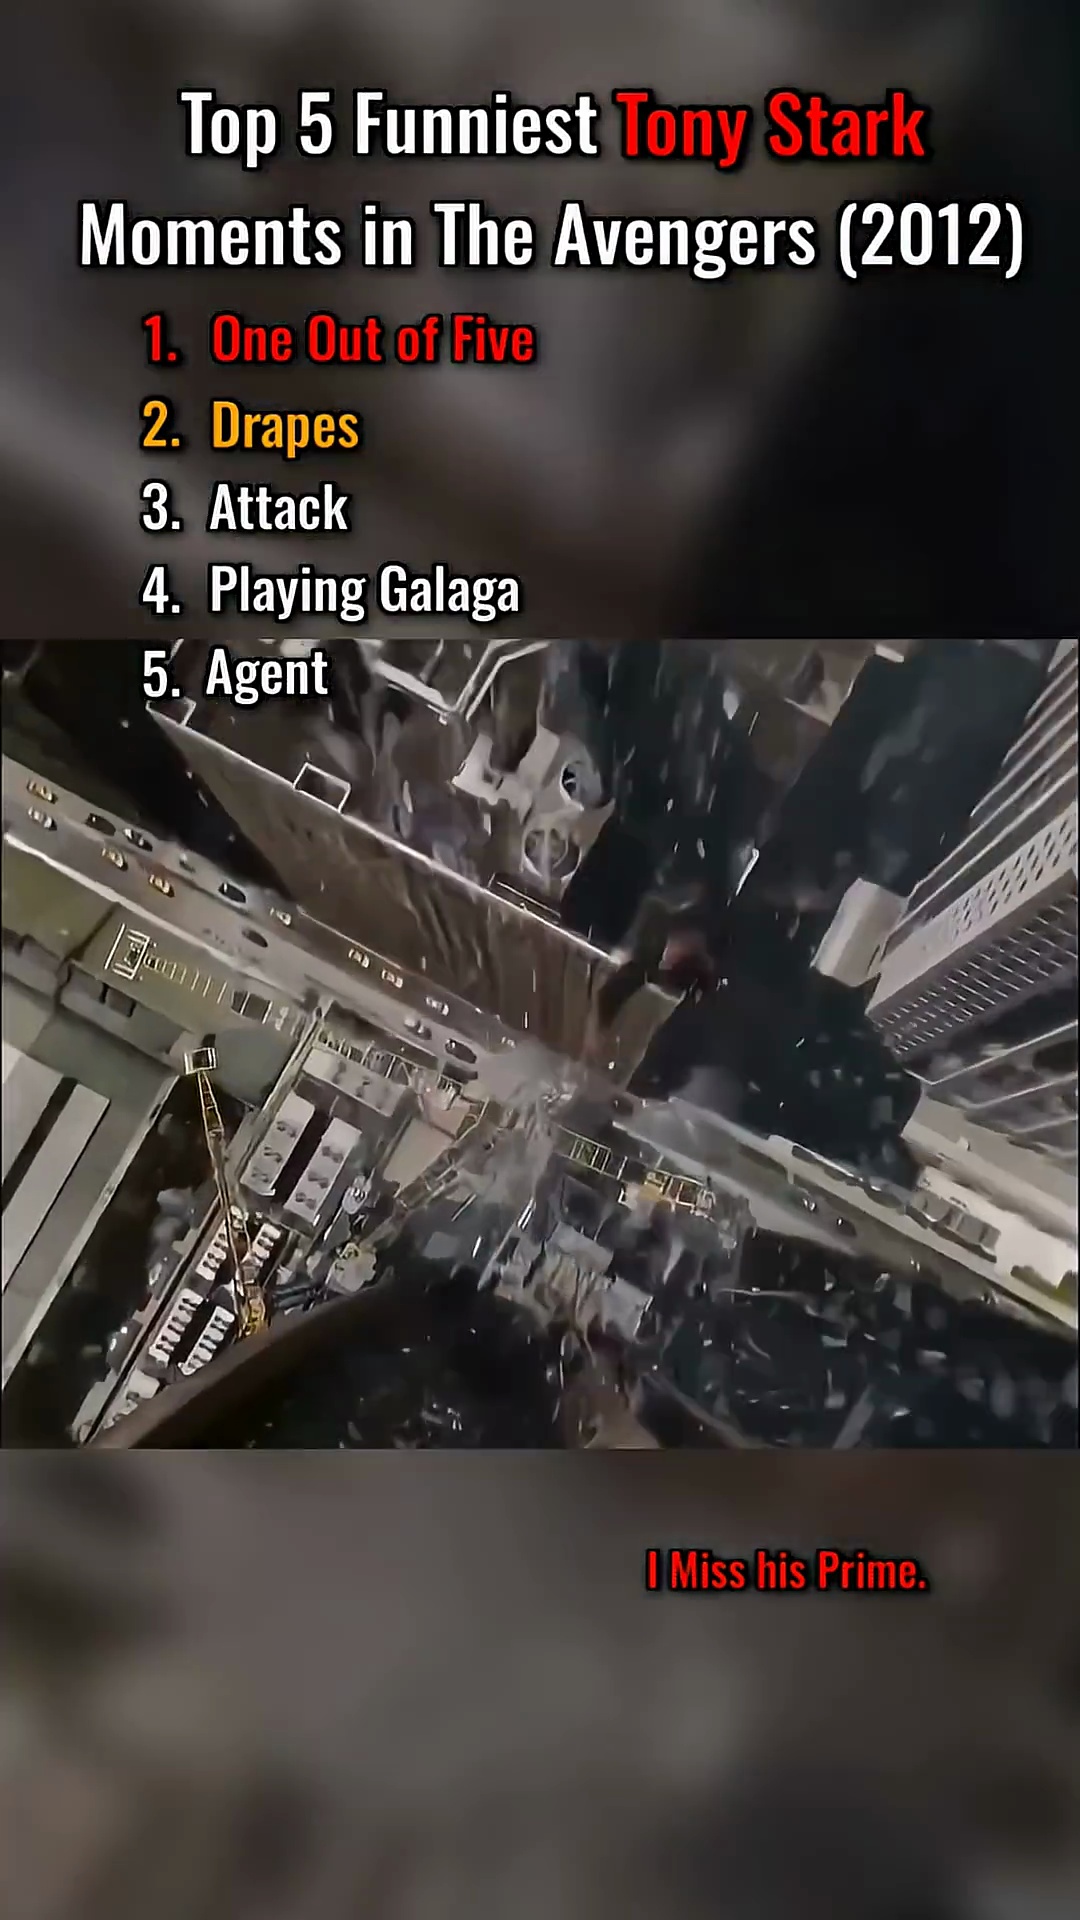 Top 5 Funniest Tony Stark
Moments in The Avengers (2012)
1. One Out of Five
2. Drapes
3. Attack
4. Playing Galaga
5. Agent
I Miss his Prime.